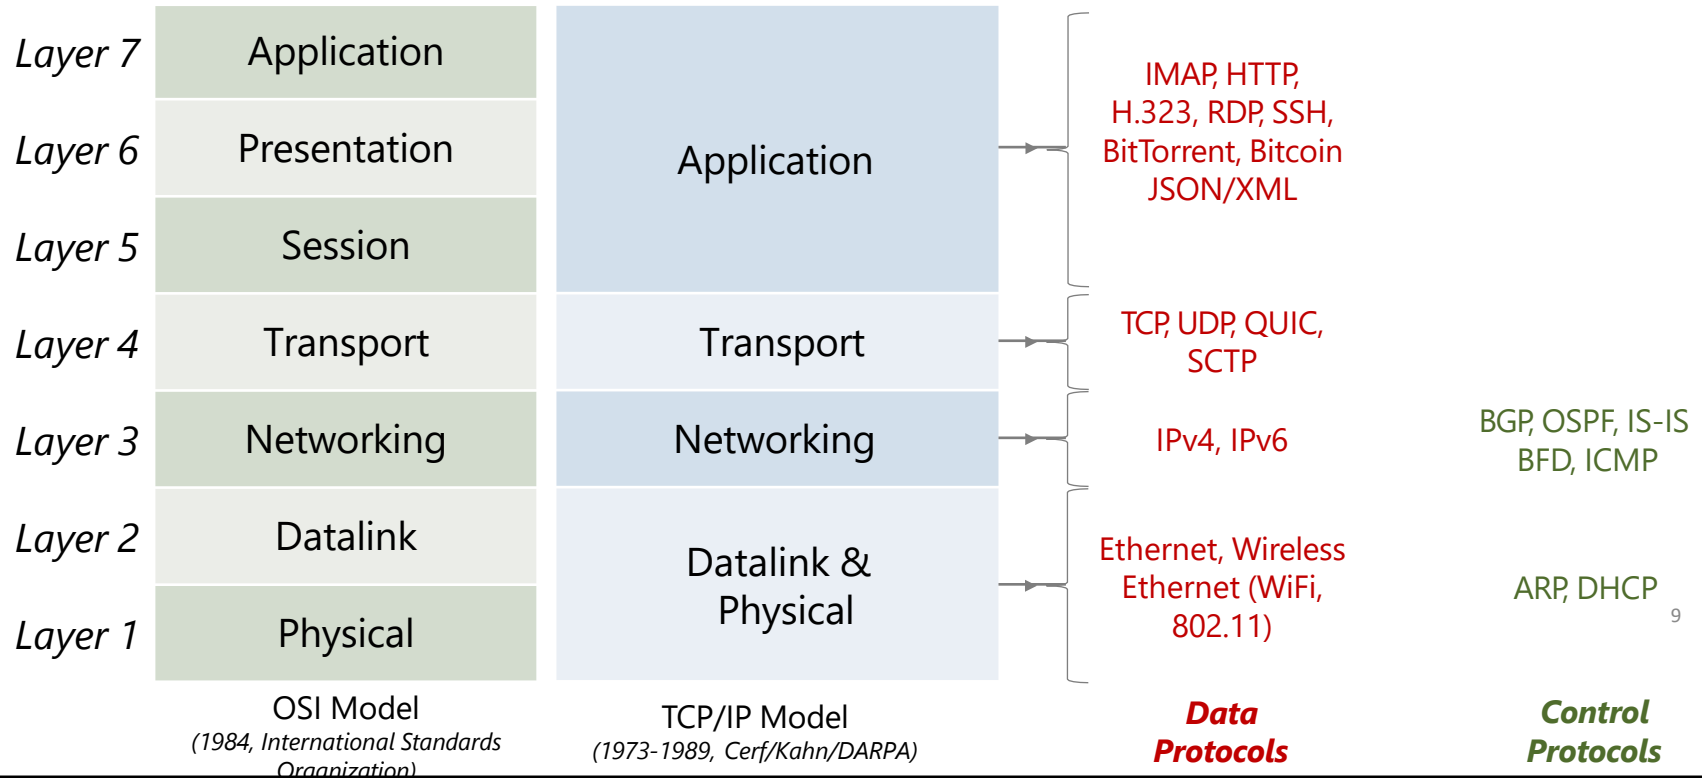 Layer 7
Application
Layer 6
Presentation
Layer 5
Session
Layer 4
Transport
Layer 3
Networking
Layer 2
Datalink
Layer 1
Physical
OSI Model
(1984, International Standards
Organization)
Application
Transport
Networking
Datalink &
Physical
TCP/IP Model
(1973-1989, Cerf/Kahn/DARPA)
IMAP, HTTP,
H.323, RDP, SSH,
BitTorrent, Bitcoin
JSON/XML
TCP, UDP, QUIC,
SCTP
IPv4, IPv6
Ethernet, Wireless
Ethernet (WiFi,
802.11)
Data
Protocols
BGP, OSPF, IS-IS
BFD, ICMP
ARP, DHCP
9
Control
Protocols